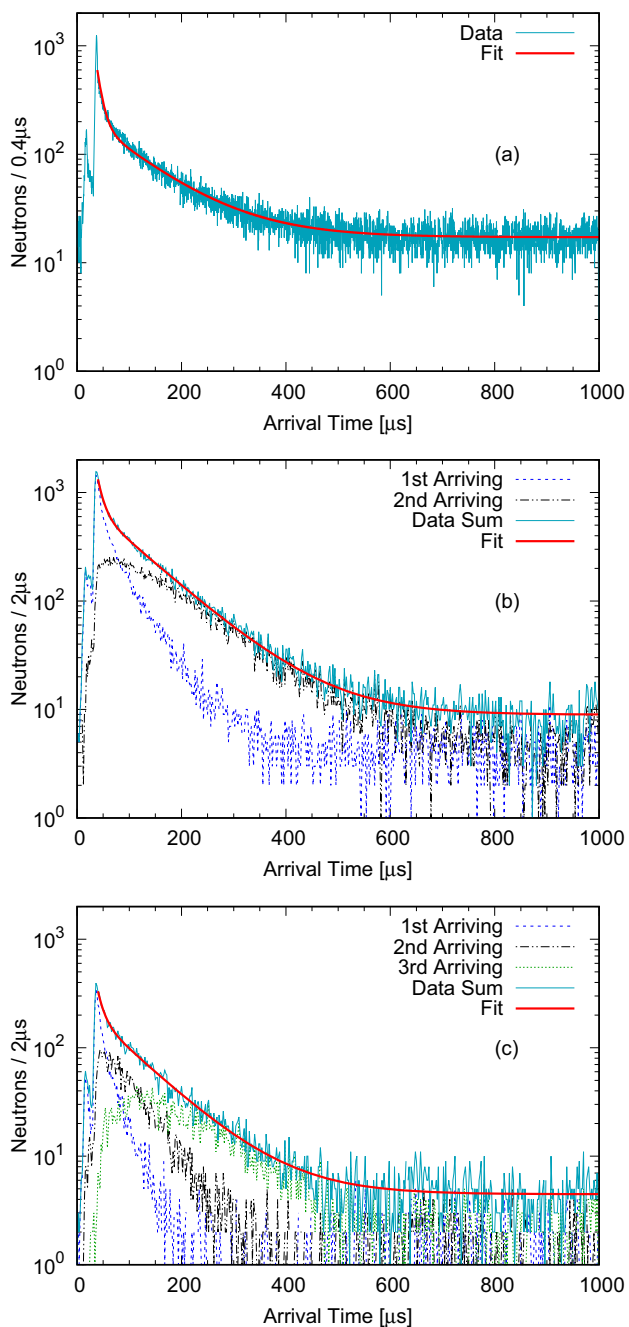 10³
10²
10¹
10⁰
Neutrons / 0.4μs
Data
Fit
(a)
0 200 400 600 800 1000
Arrival Time [μs]
10³
10²
10¹
10⁰
Neutrons / 2μs
1st Arriving
2nd Arriving
Data Sum
Fit
(b)
0 200 400 600 800 1000
Arrival Time [μs]
10³
10²
10¹
10⁰
Neutrons / 2μs
1st Arriving
2nd Arriving
3rd Arriving
Data Sum
Fit
(c)
0 200 400 600 800 1000
Arrival Time [μs]